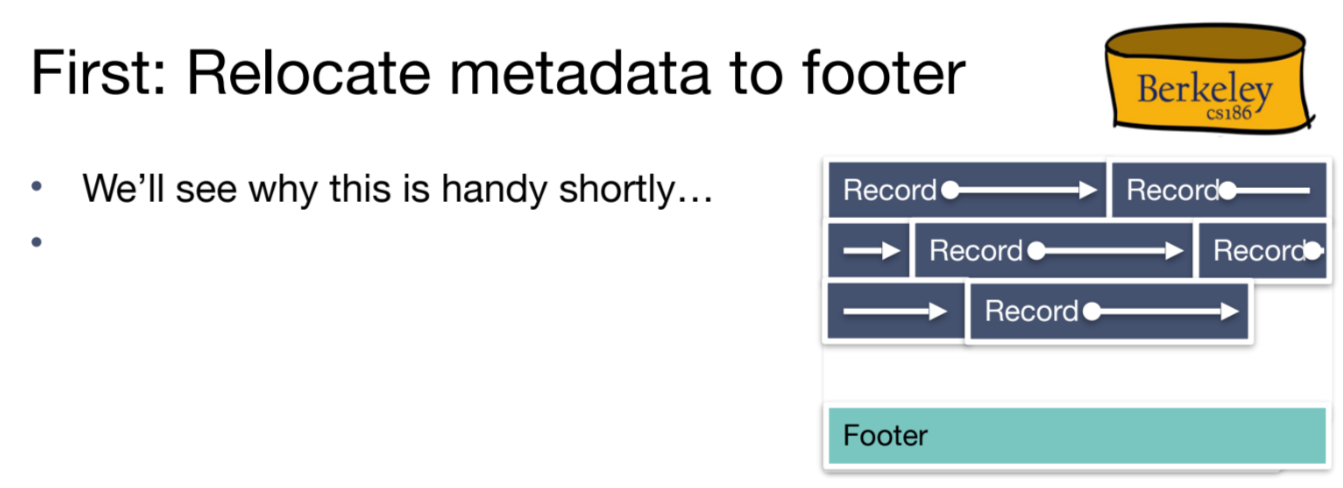 First: Relocate metadata to footer
Berkeley
cs186
• We’ll see why this is handy shortly…
•
Record Record
Record Record
Record
Footer